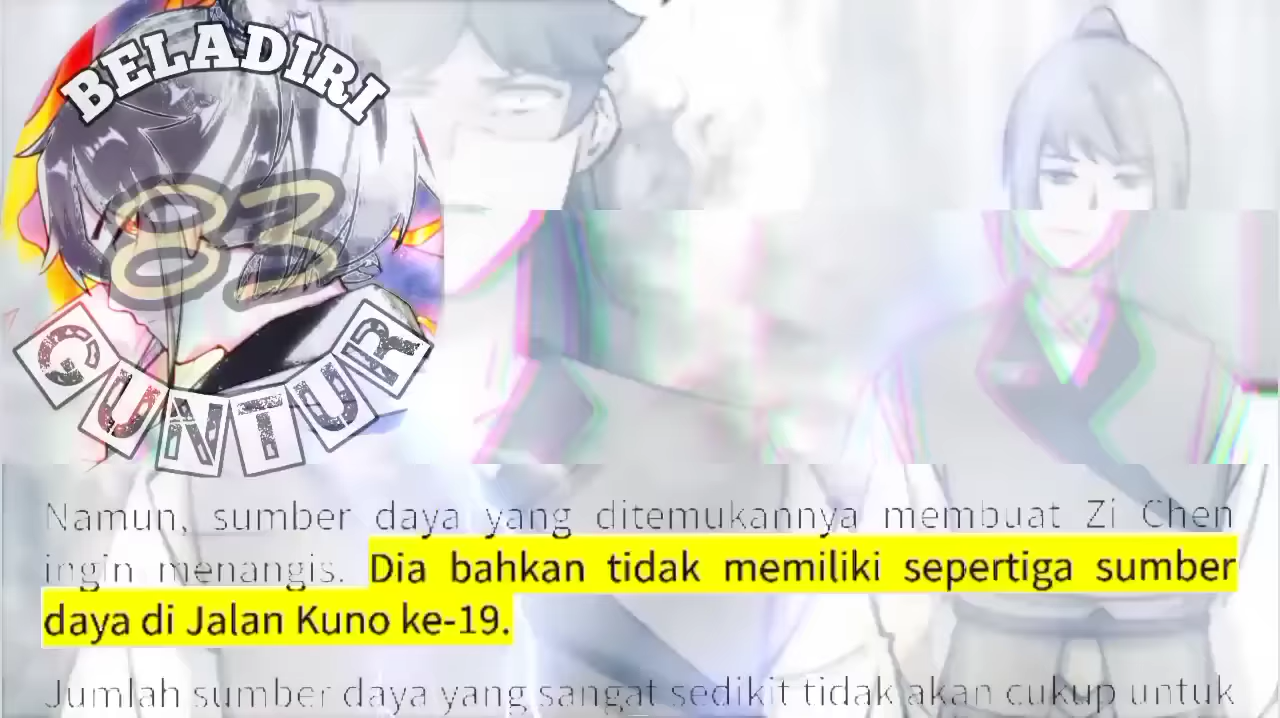 BELADIRI
83
GUNTUR
Namun, sumber daya yang ditemukannya membuat Zi Chen
ingin menangis. Dia bahkan tidak memiliki sepertiga sumber
daya di Jalan Kuno ke-19.
Jumlah sumber daya yang sangat sedikit tidak akan cukup untuk